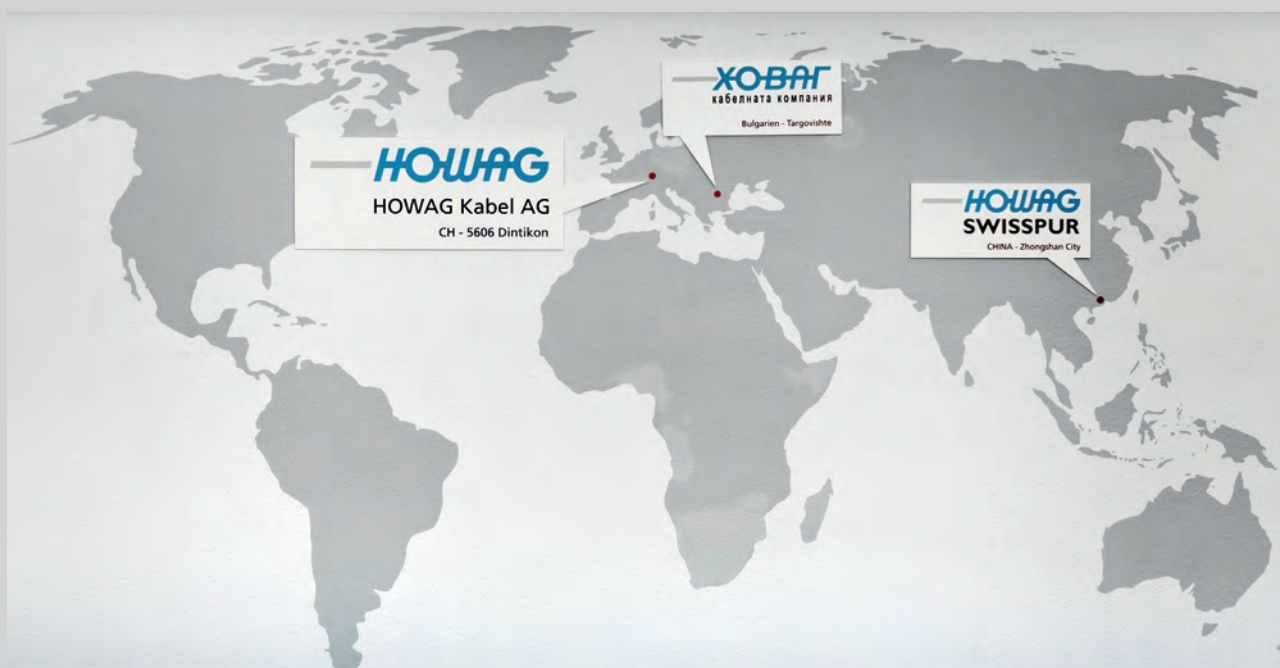 ХОВАГ
кабелната компания
Bulgarien - Targovishte
HOWAG
HOWAG Kabel AG
CH - 5606 Dintikon
HOWAG
SWISSPUR
CHINA - Zhongshan City